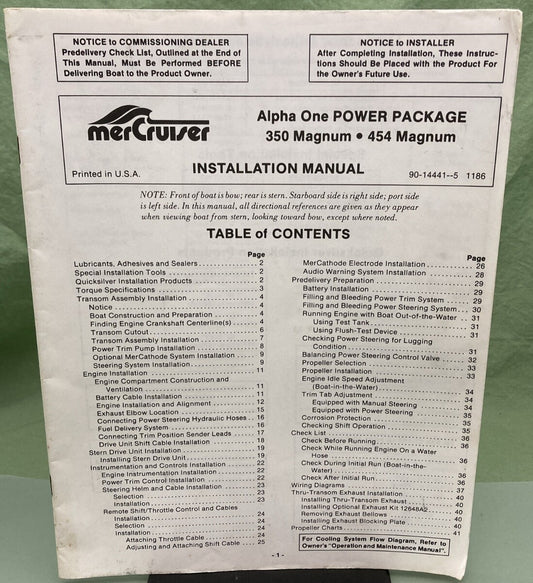 NOTICE to COMMISSIONING DEALER
Predelivery Check List, Outlined at the End of
This Manual, Must Be Performed BEFORE
Delivering Boat to the Product Owner.
NOTICE to INSTALLER
After Completing Installation, These Instruc-
tions Should Be Placed with the Product For
the Owner's Future Use.
merCruiser
Alpha One POWER PACKAGE
350 Magnum • 454 Magnum
Printed in U.S.A.
INSTALLATION MANUAL
90-14441--5 1186
NOTE: Front of boat is bow; rear is stern. Starboard side is right side; port side
is left side. In this manual, all directional references are given as they appear
when viewing boat from stern, looking toward bow, except where noted.
TABLE of CONTENTS
Page
Lubricants, Adhesives and Sealers 2
Special Installation Tools 2
Quicksilver Installation Products 2
Torque Specifications 3
Transom Assembly Installation 4
Notice 4
Boat Construction and Preparation 4
Finding Engine Crankshaft Centerline(s) 4
Transom Cutout 6
Transom Assembly Installation 7
Power Trim Pump Installation 8
Optional MerCathode System Installation 9
Steering System Installation 9
Engine Installation 11
Engine Compartment Construction and
Ventilation 11
Battery Cable Installation 11
Engine Installation and Alignment 12
Exhaust Elbow Location 15
Connecting Power Steering Hydraulic Hoses 16
Fuel Delivery System 16
Connecting Trim Position Sender Leads 17
Drive Unit Shift Cable Installation 18
Stern Drive Unit Installation 19
Installing Stern Drive Unit 19
Instrumentation and Controls Installation 22
Engine Instrumentation Installation 22
Power Trim Control Installation 22
Steering Helm and Cable Installation 23
Selection 23
Installation 23
Remote Shift/Throttle Control and Cables
Installation 24
Selection 24
Installation 24
Attaching Throttle Cable 24
Adjusting and Attaching Shift Cable 25
Page
MerCathode Electrode Installation 26
Audio Warning System Installation 28
Predelivery Preparation 29
Battery Installation 29
Filling and Bleeding Power Trim System 29
Filling and Bleeding Power Steering System 30
Running Engine with Boat Out-of-the-Water 31
Using Test Tank 31
Using Flush-Test Device 31
Checking Power Steering for Lugging
Condition 31
Balancing Power Steering Control Valve 32
Propeller Selection 33
Propeller Installation 33
Engine Idle Speed Adjustment
(Boat-in-the-Water) 34
Trim Tab Adjustment 34
Equipped with Manual Steering 34
Equipped with Power Steering 35
Corrosion Protection 35
Checking Shift Operation 35
Check List 36
Check Before Running 36
Check While Running Engine On a Water
Hose 36
Check During Initial Run (Boat-in-the-
Water) 36
Check After Initial Run 36
Wiring Diagrams 37
Thru-Transom Exhaust Installation 40
Installing Thru-Transom Exhaust 40
Installing Optional Exhaust Kit 12648A2 40
Removing Exhaust Bellows 40
Installing Exhaust Blocking Plate 40
Propeller Charts 41
For Cooling System Flow Diagram, Refer to
Owner's "Operation and Maintenance Manual".
- 1 -